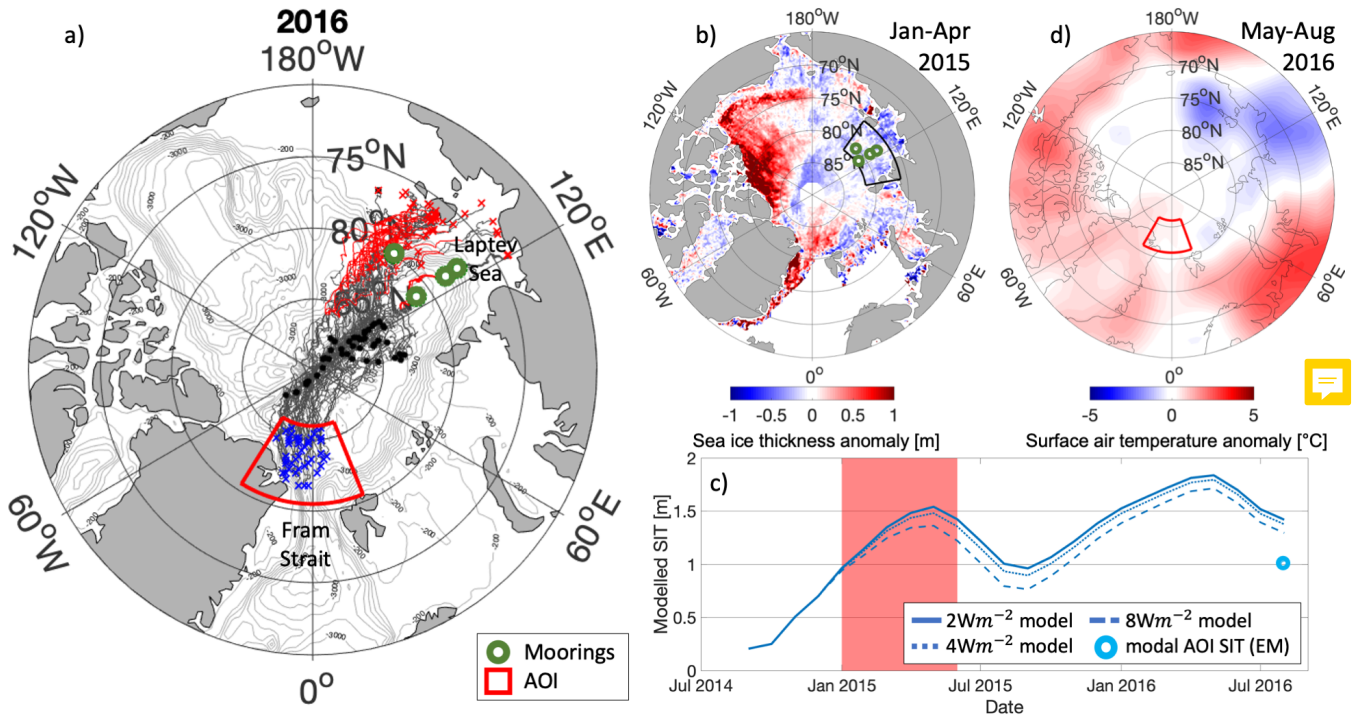 a)
2016
180°W
120°W
120°E
75°N
80°
Laptev
Sea
60°W
60°E
Fram
Strait
0°
Moorings
AOI
b)
Jan-Apr
2015
180°W
120°W
120°E
70°N
75°N
80°N
85°N
60°W
60°E
0°
-1 -0.5 0 0.5 1
Sea ice thickness anomaly [m]
d)
May-Aug
2016
180°W
120°W
120°E
70°N
75°N
80°N
85°N
60°W
60°E
0°
-5 0 5
Surface air temperature anomaly [°C]
c)
Modelled SIT [m]
2
1.5
1
0.5
0
2Wm⁻² model
8Wm⁻² model
4Wm⁻² model
modal AOI SIT (EM)
Jul 2014 Jan 2015 Jul 2015 Jan 2016 Jul 2016
Date